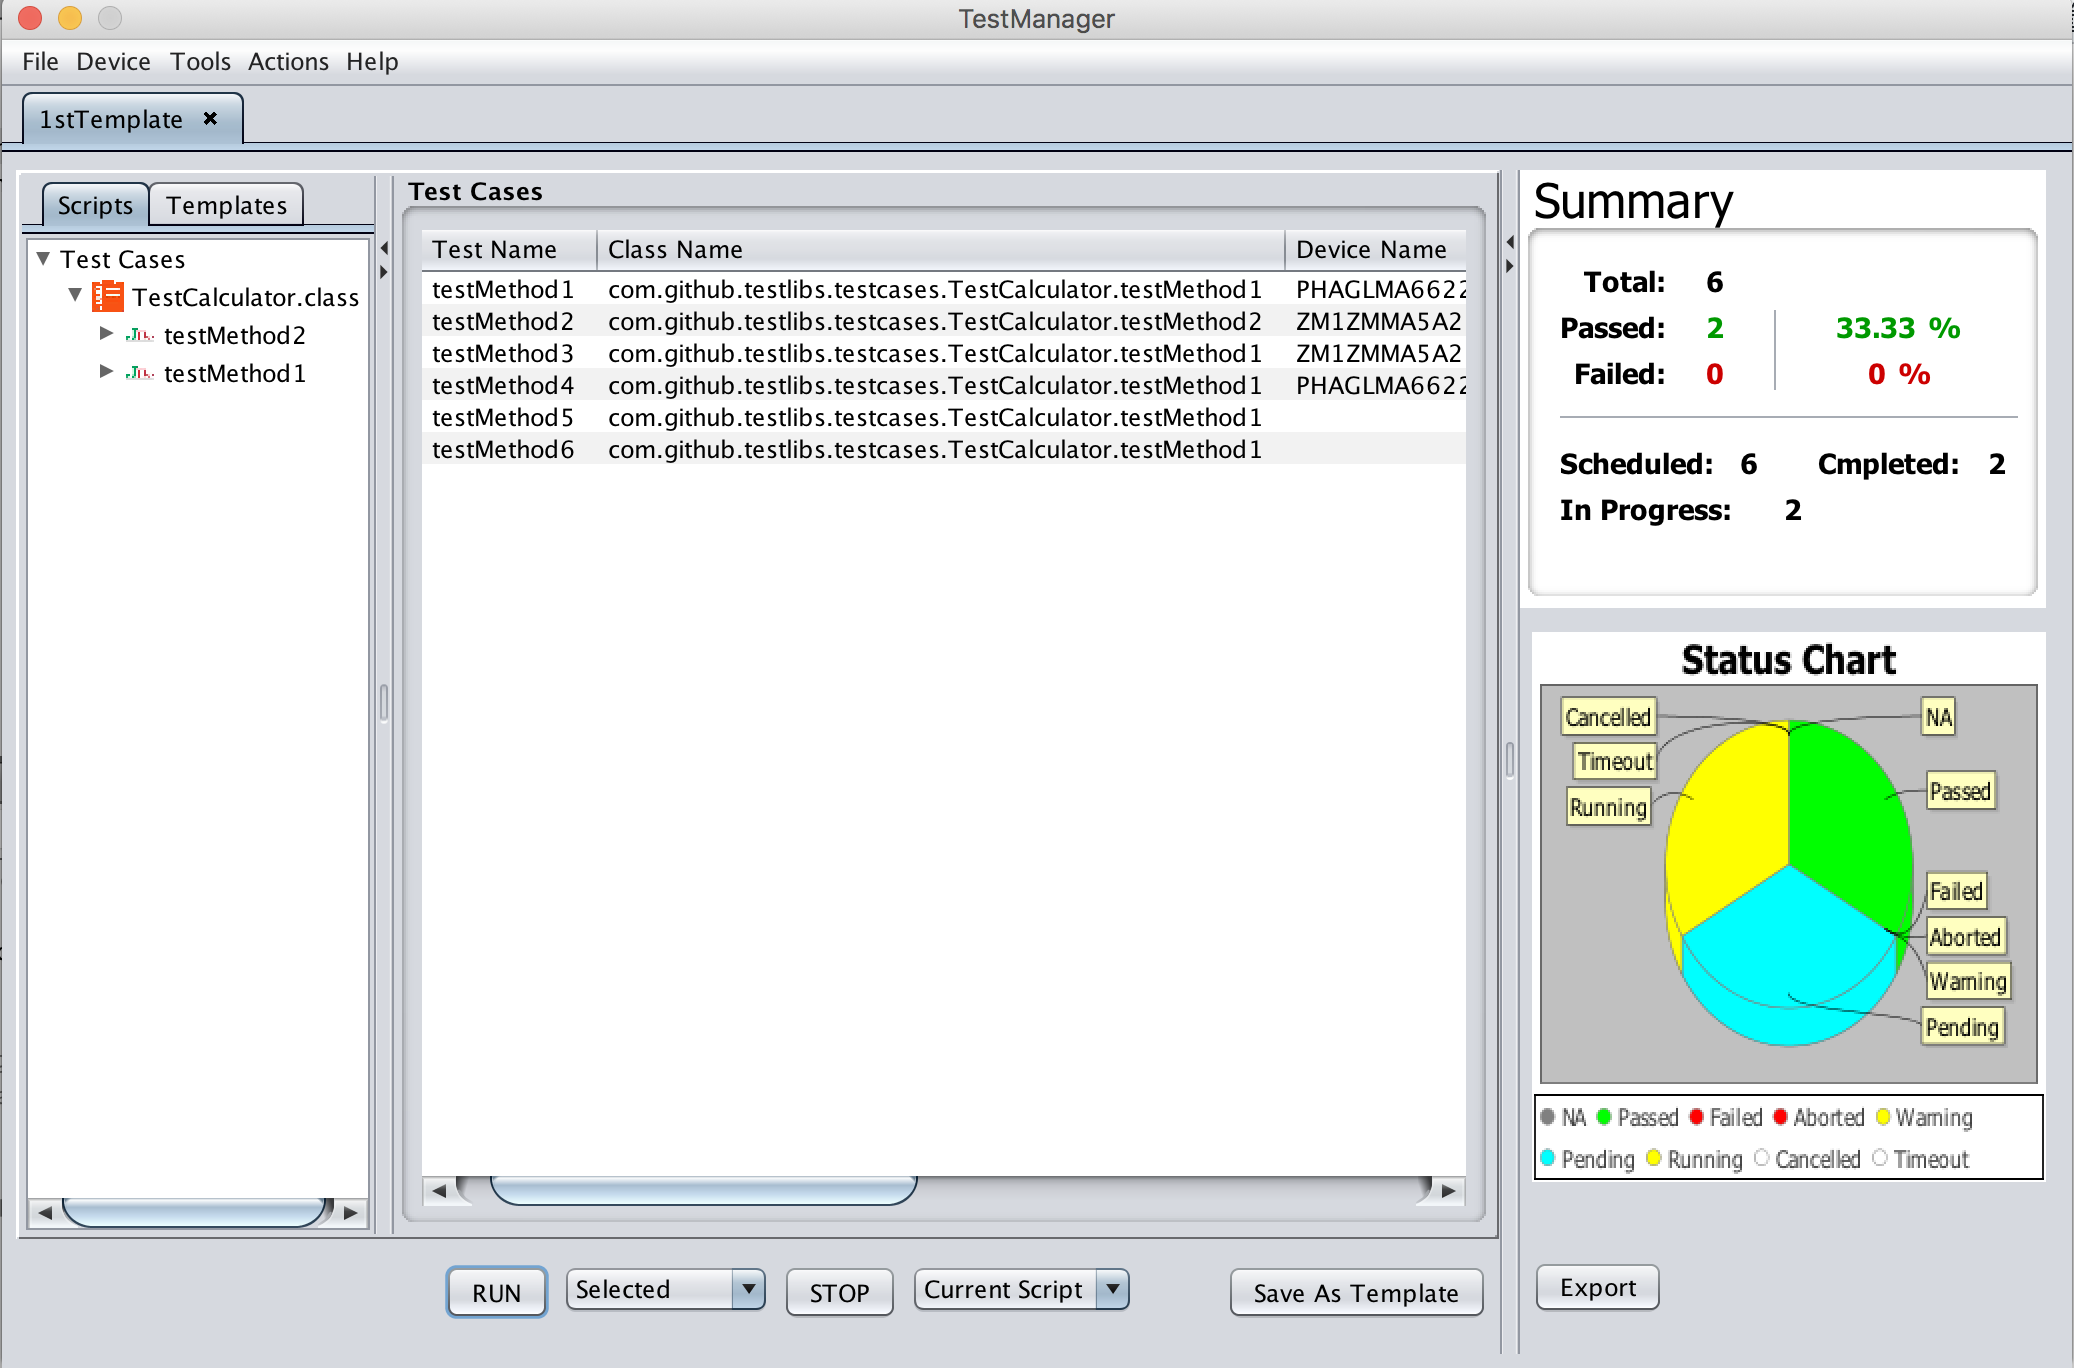 TestManager
File Device Tools Actions Help
1stTemplate ✖
Scripts Templates
Test Cases
TestCalculator.class
testMethod2
testMethod1
Test Cases
Test Name Class Name Device Name
testMethod1 com.github.testlibs.testcases.TestCalculator.testMethod1 PHAGLMA6622
testMethod2 com.github.testlibs.testcases.TestCalculator.testMethod2 ZM1ZMMA5A2
testMethod3 com.github.testlibs.testcases.TestCalculator.testMethod1 ZM1ZMMA5A2
testMethod4 com.github.testlibs.testcases.TestCalculator.testMethod1 PHAGLMA6622
testMethod5 com.github.testlibs.testcases.TestCalculator.testMethod1
testMethod6 com.github.testlibs.testcases.TestCalculator.testMethod1
RUN Selected STOP Current Script Save As Template
Summary
Total: 6
Passed: 2 33.33 %
Failed: 0 0 %
Scheduled: 6 Cmpleted: 2
In Progress: 2
Status Chart
Cancelled NA
Timeout
Running
Passed
Failed
Aborted
Warning
Pending
NA Passed Failed Aborted Warning
Pending Running Cancelled Timeout
Export